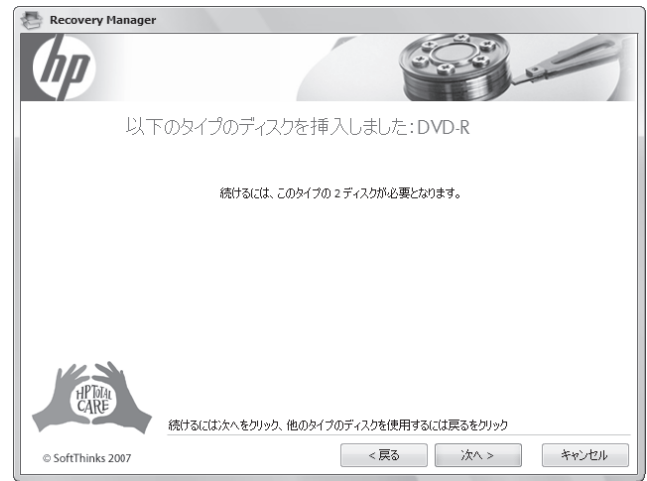 Recovery Manager
hp
以下のタイプのディスクを挿入しました:DVD-R
続けるには、このタイプの 2 ディスクが必要となります。
HP TOTAL
CARE
続けるには次へをクリック、他のタイプのディスクを使用するには戻るをクリック
© SoftThinks 2007
< 戻る
次へ >
キャンセル